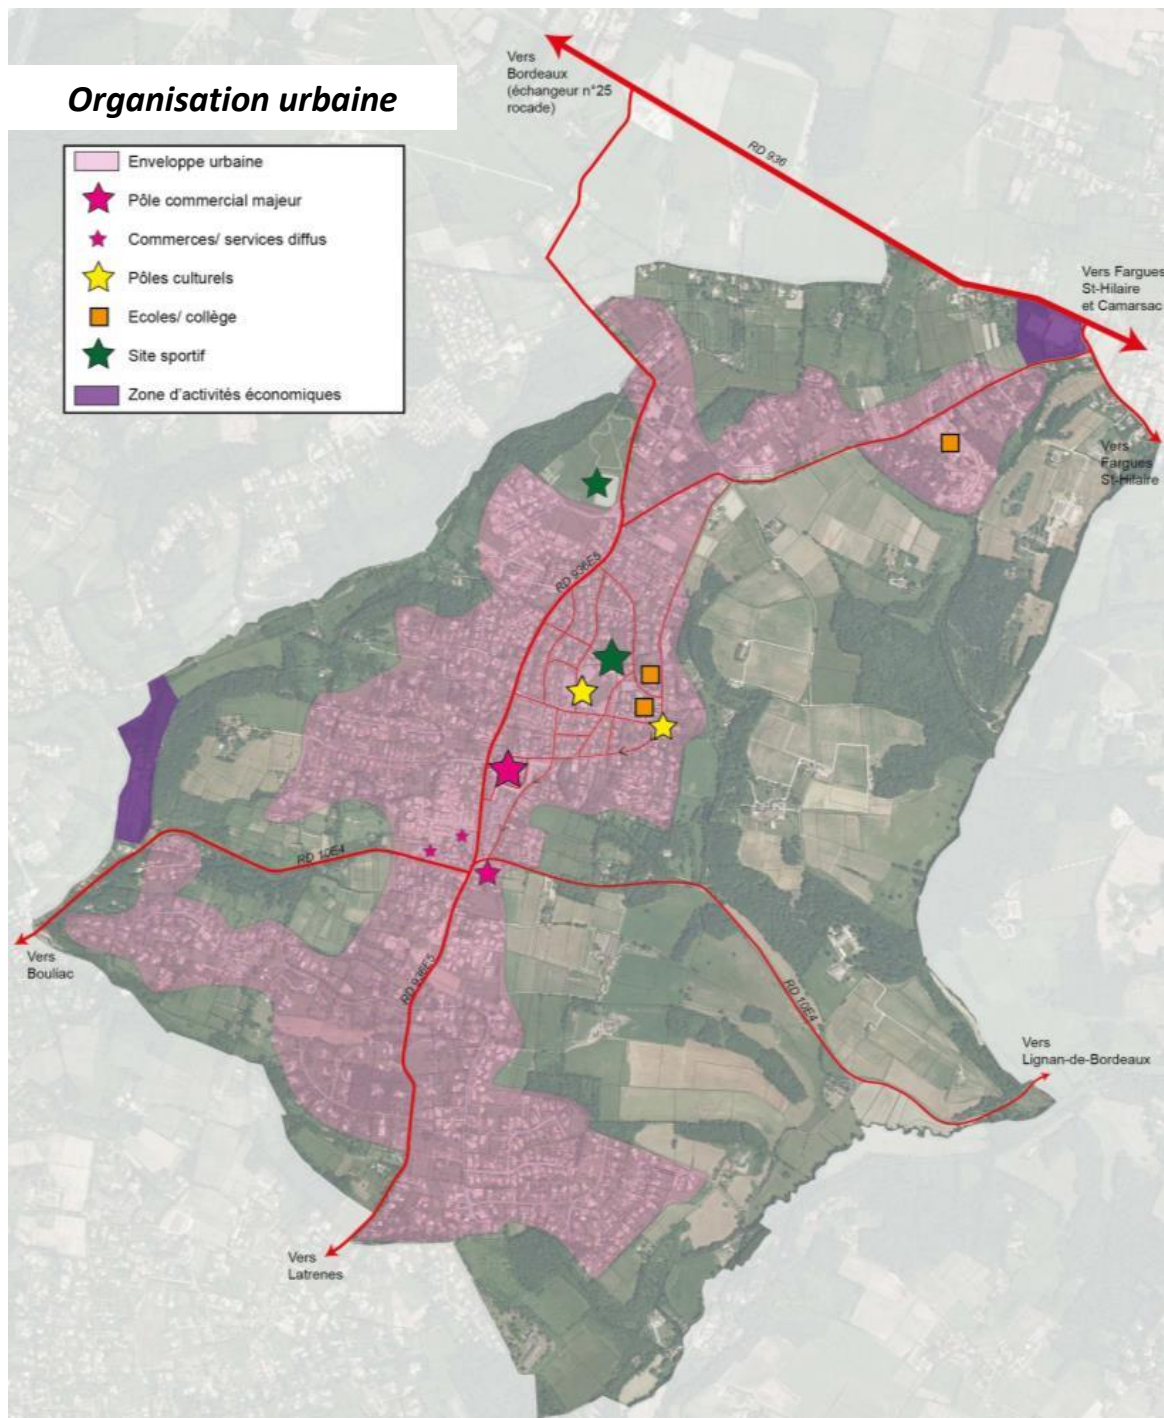 Organisation urbaine
Enveloppe urbaine
Pôle commercial majeur
Commerces/ services diffus
Pôles culturels
Ecoles/ collège
Site sportif
Zone d'activités économiques
Vers
Bordeaux
(échangeur n°25
rocade)
RD 936
Vers Fargues
St-Hilaire
et Camarsac
Vers
Fargues
St-Hilaire
RD 936E5
RD 10E4
Vers
Bouliac
RD 936E5
RD 10E4
Vers
Lignan-de-Bordeaux
Vers
Latrenes